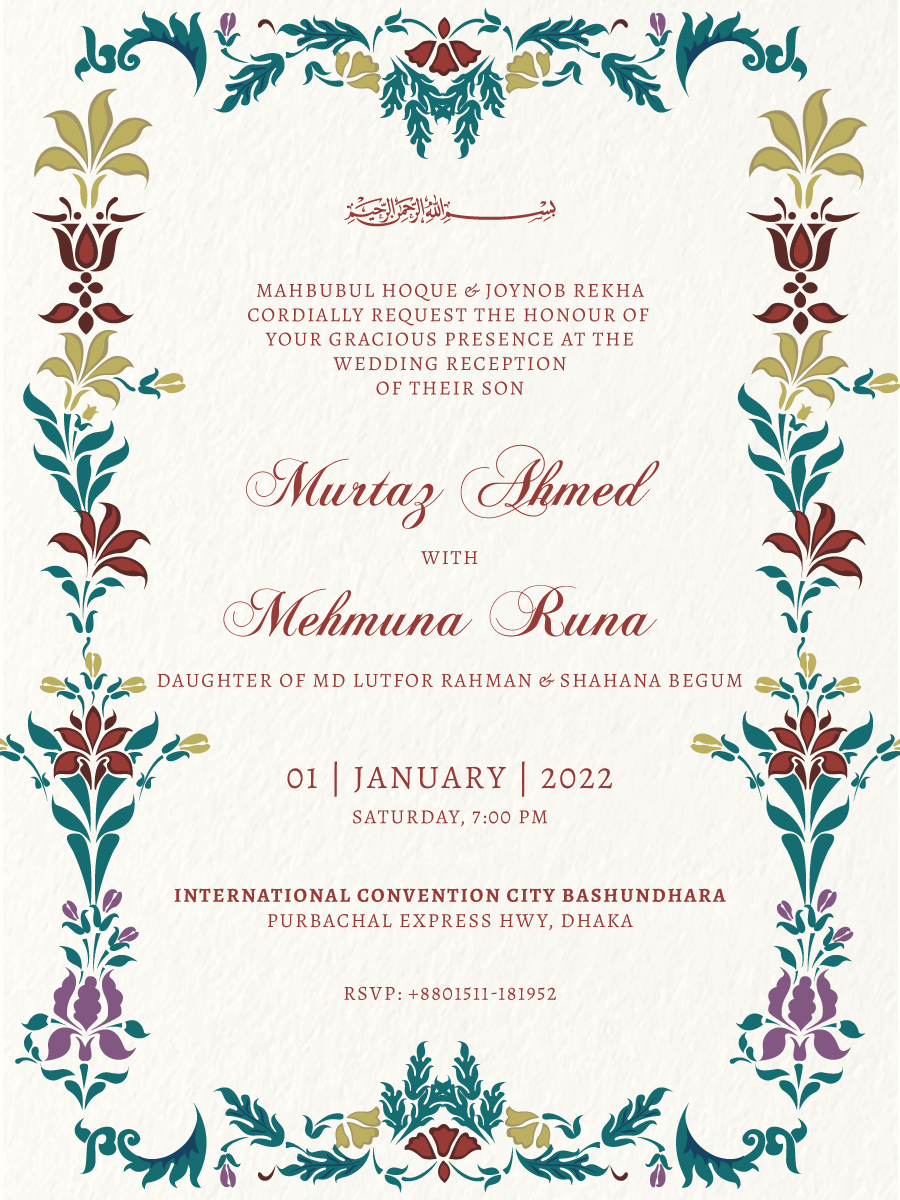 بسم الله الرحمن الرحيم
MAHBUBUL HOQUE & JOYNOB REKHA
CORDIALLY REQUEST THE HONOUR OF
YOUR GRACIOUS PRESENCE AT THE
WEDDING RECEPTION
OF THEIR SON
Murtaz Ahmed
WITH
Mehmuna Runa
DAUGHTER OF MD LUTFOR RAHMAN & SHAHANA BEGUM
01 | JANUARY | 2022
SATURDAY, 7:00 PM
INTERNATIONAL CONVENTION CITY BASHUNDHARA
PURBACHAL EXPRESS HWY, DHAKA
RSVP: +8801511-181952